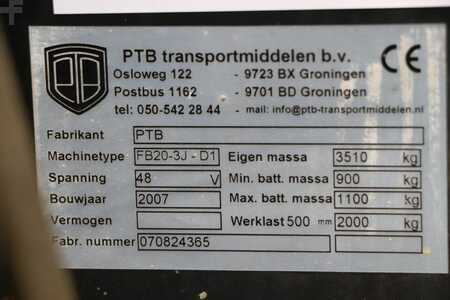 PTB transportmiddelen b.v. CE
Osloweg 122 - 9723 BX Groningen
Postbus 1162 - 9701 BD Groningen
tel: 050-542 28 44 - mail: info@ptb-transportmiddelen.nl
Fabrikant PTB
Machinetype FB20-3J - D1 Eigen massa 3510 kg
Spanning 48 V Min. batt. massa 900 kg
Bouwjaar 2007 Max. batt. massa 1100 kg
Vermogen Werklast 500 mm 2000 kg
Fabr. nummer 070824365